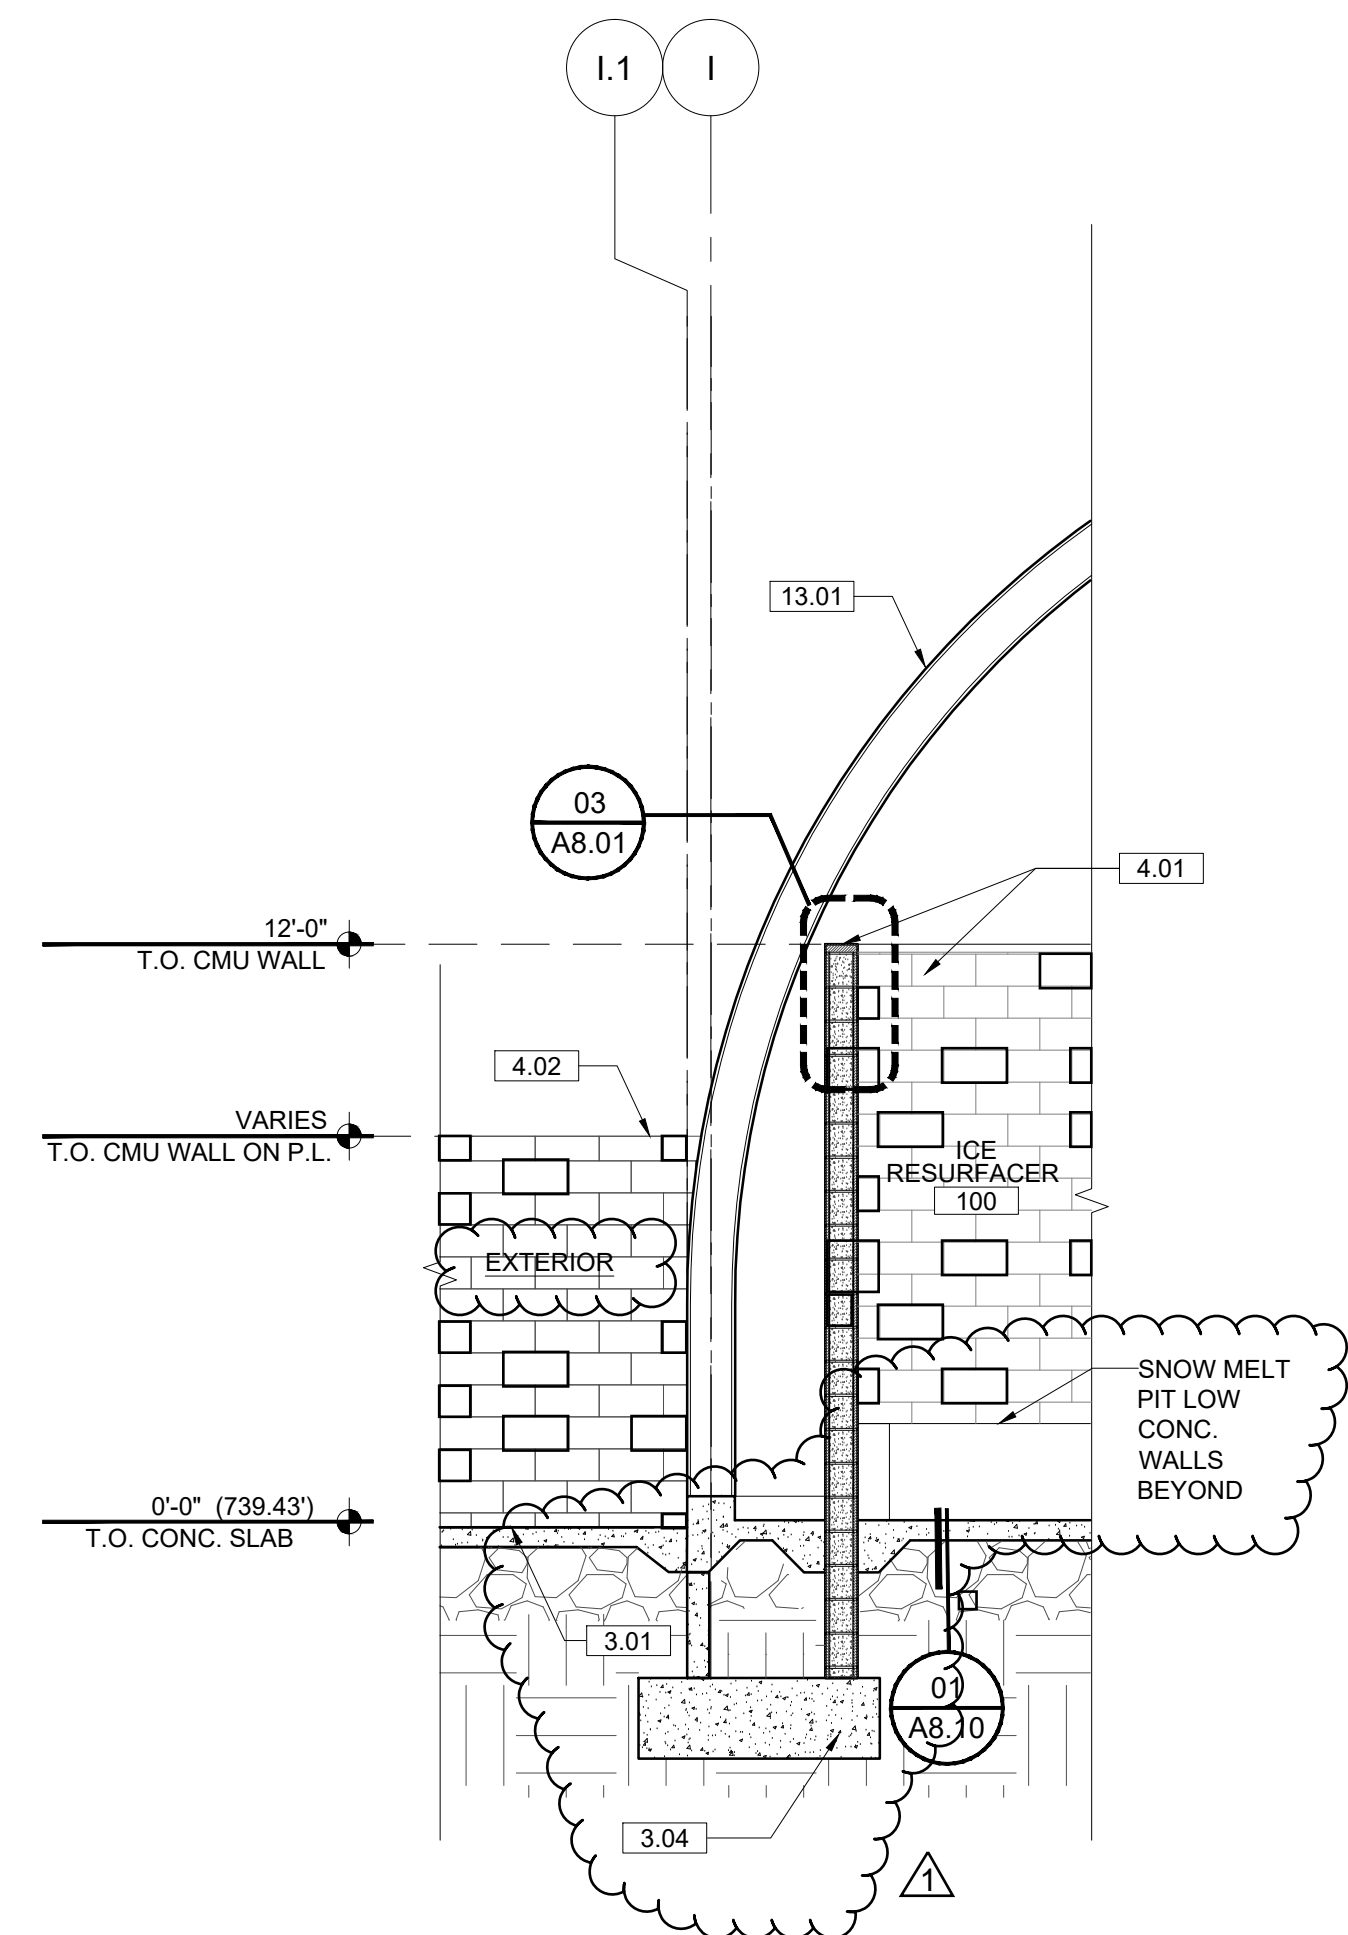 I.1
I
13.01
03
A8.01
4.01
12'-0"
T.O. CMU WALL
4.02
VARIES
T.O. CMU WALL ON P.L.
ICE
RESURFACER
100
EXTERIOR
SNOW MELT
PIT LOW
CONC.
WALLS
BEYOND
0'-0" (739.43')
T.O. CONC. SLAB
3.01
01
A8.10
3.04
1